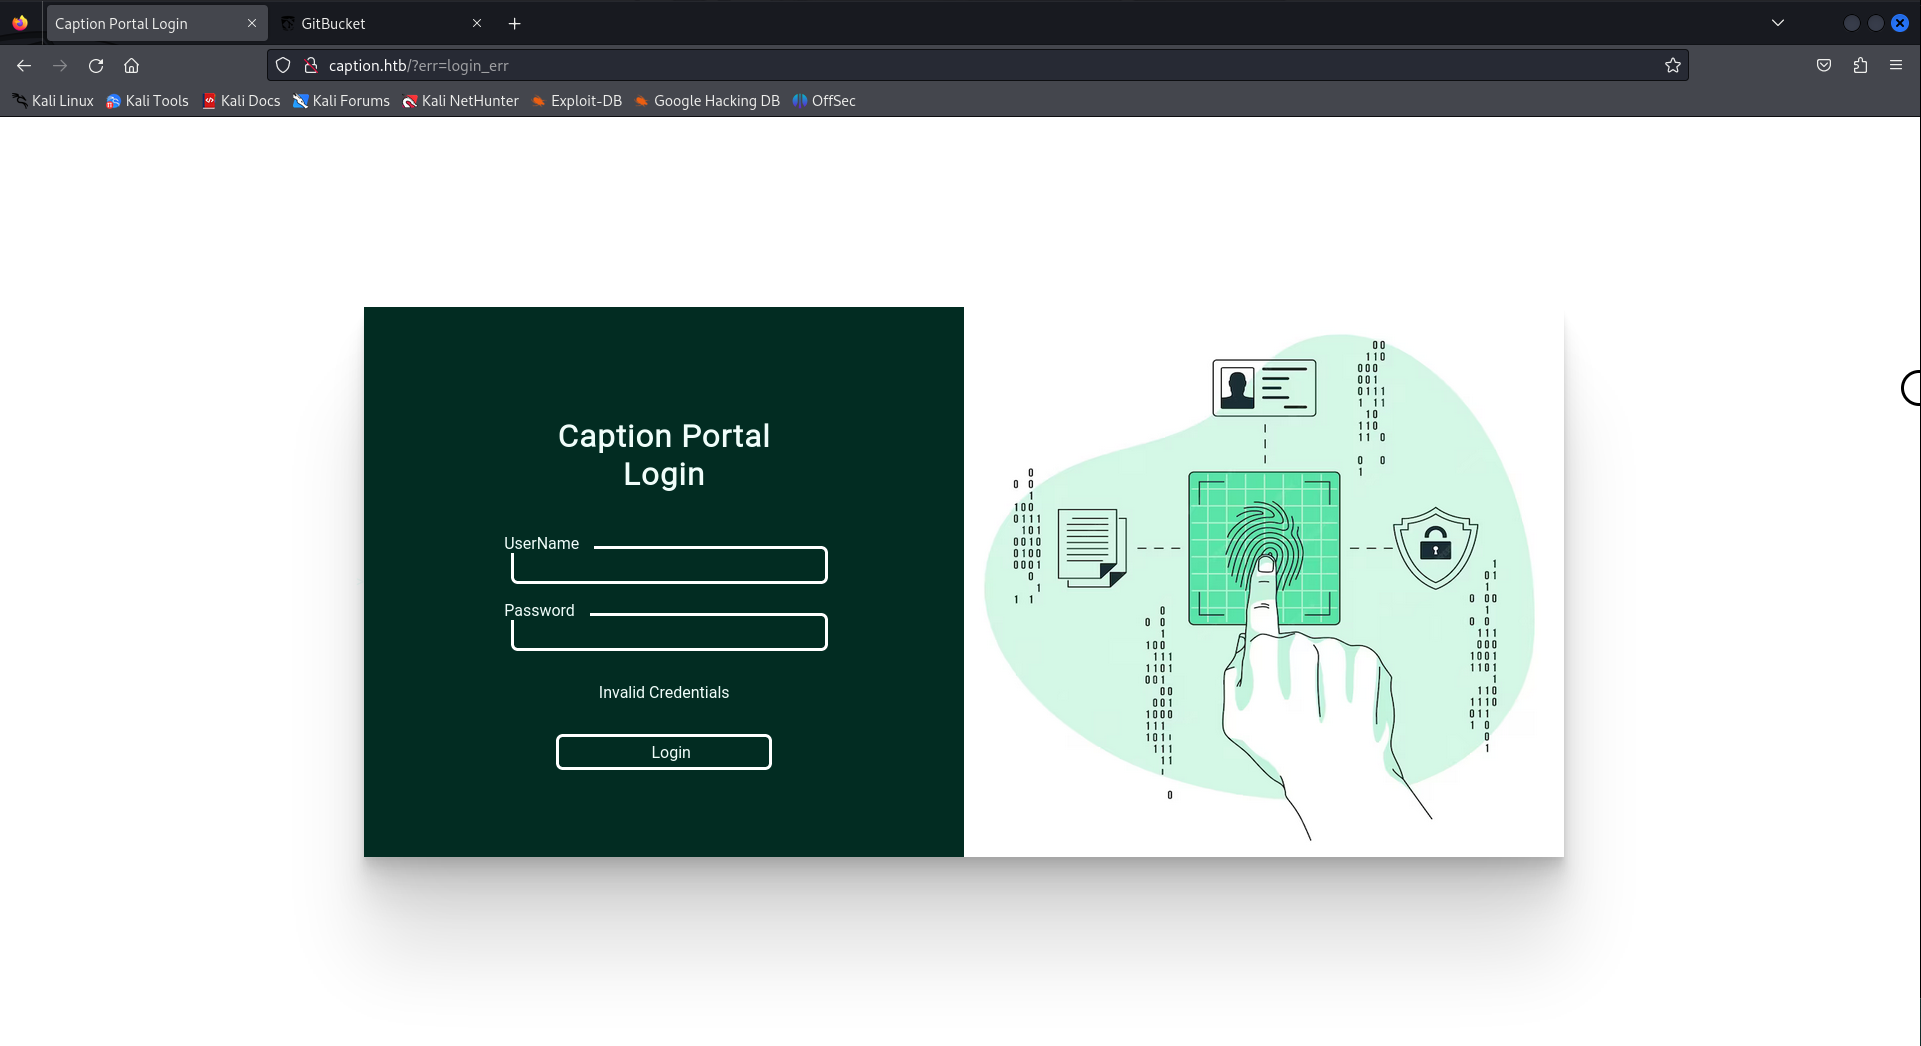 Caption Portal Login
GitBucket
caption.htb/?err=login_err
Kali Linux Kali Tools Kali Docs Kali Forums Kali NetHunter Exploit-DB Google Hacking DB OffSec
Caption Portal
Login
UserName
Password
Invalid Credentials
Login